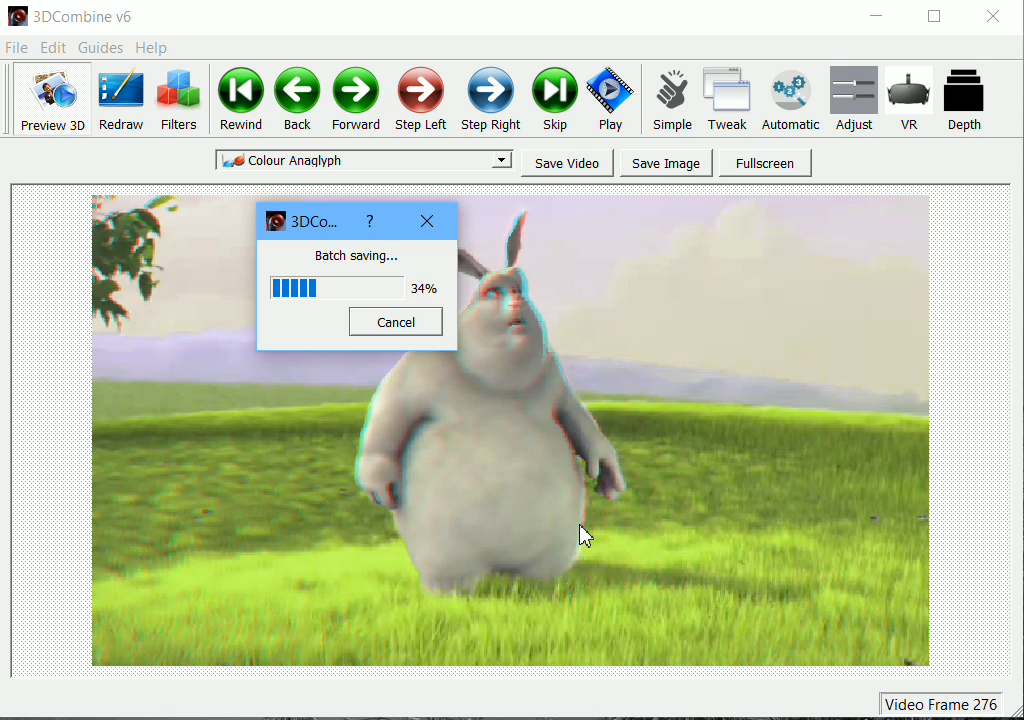 3DCombine v6
File Edit Guides Help
Preview 3D Redraw Filters Rewind Back Forward Step Left Step Right Skip Play Simple Tweak Automatic Adjust VR Depth
Colour Anaglyph Save Video Save Image Fullscreen
3DCo... ?
Batch saving...
34%
Cancel
Video Frame 276